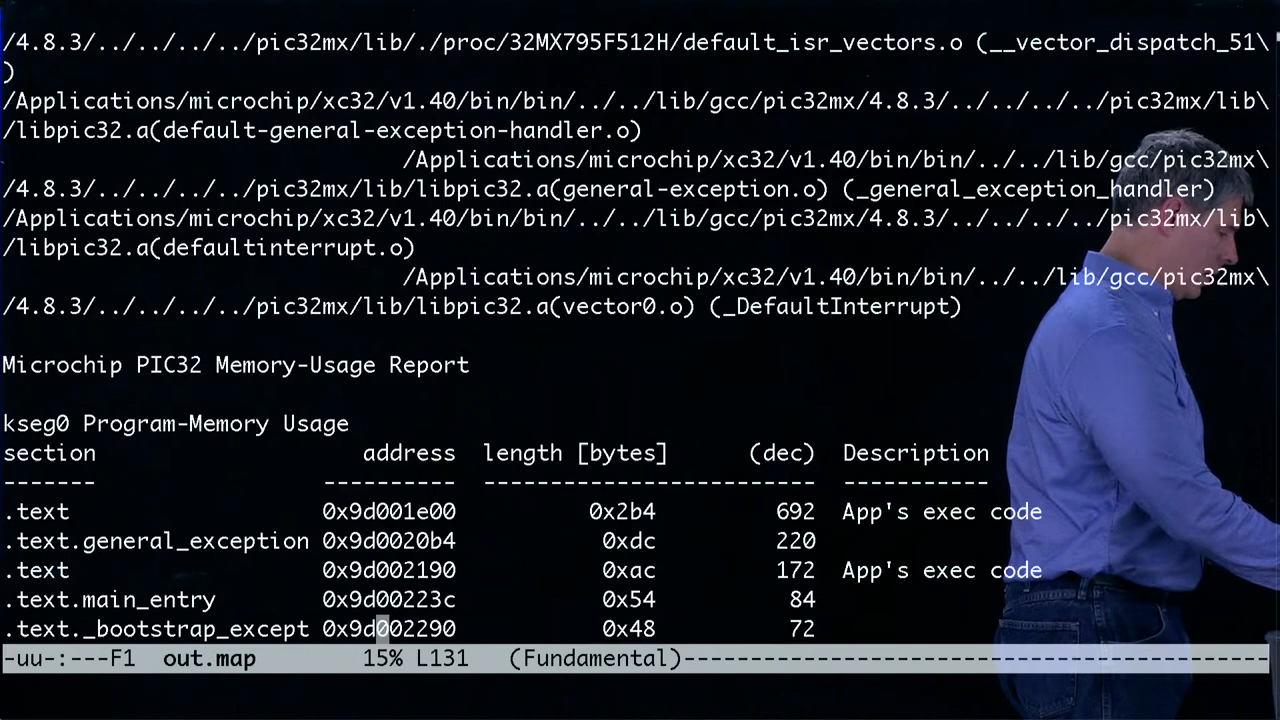 /4.8.3/../../../../pic32mx/lib/./proc/32MX795F512H/default_isr_vectors.o (__vector_dispatch_51\
)
/Applications/microchip/xc32/v1.40/bin/bin/../../lib/gcc/pic32mx/4.8.3/../../../../pic32mx/lib\
/libpic32.a(default-general-exception-handler.o)
/Applications/microchip/xc32/v1.40/bin/bin/../../lib/gcc/pic32mx\
/4.8.3/../../../../pic32mx/lib/libpic32.a(general-exception.o) (_general_exception_handler)
/Applications/microchip/xc32/v1.40/bin/bin/../../lib/gcc/pic32mx/4.8.3/../../../../pic32mx/lib\
/libpic32.a(defaultinterrupt.o)
/Applications/microchip/xc32/v1.40/bin/bin/../../lib/gcc/pic32mx\
/4.8.3/../../../../pic32mx/lib/libpic32.a(vector0.o) (_DefaultInterrupt)
Microchip PIC32 Memory-Usage Report
kseg0 Program-Memory Usage
section address length [bytes] (dec) Description
------- ---------- ------------------------- -----------
.text 0x9d001e00 0x2b4 692 App's exec code
.text.general_exception 0x9d0020b4 0xdc 220
.text 0x9d002190 0xac 172 App's exec code
.text.main_entry 0x9d00223c 0x54 84
.text._bootstrap_except 0x9d002290 0x48 72
-uu-:---F1 out.map 15% L131 (Fundamental)--------------------------------------------